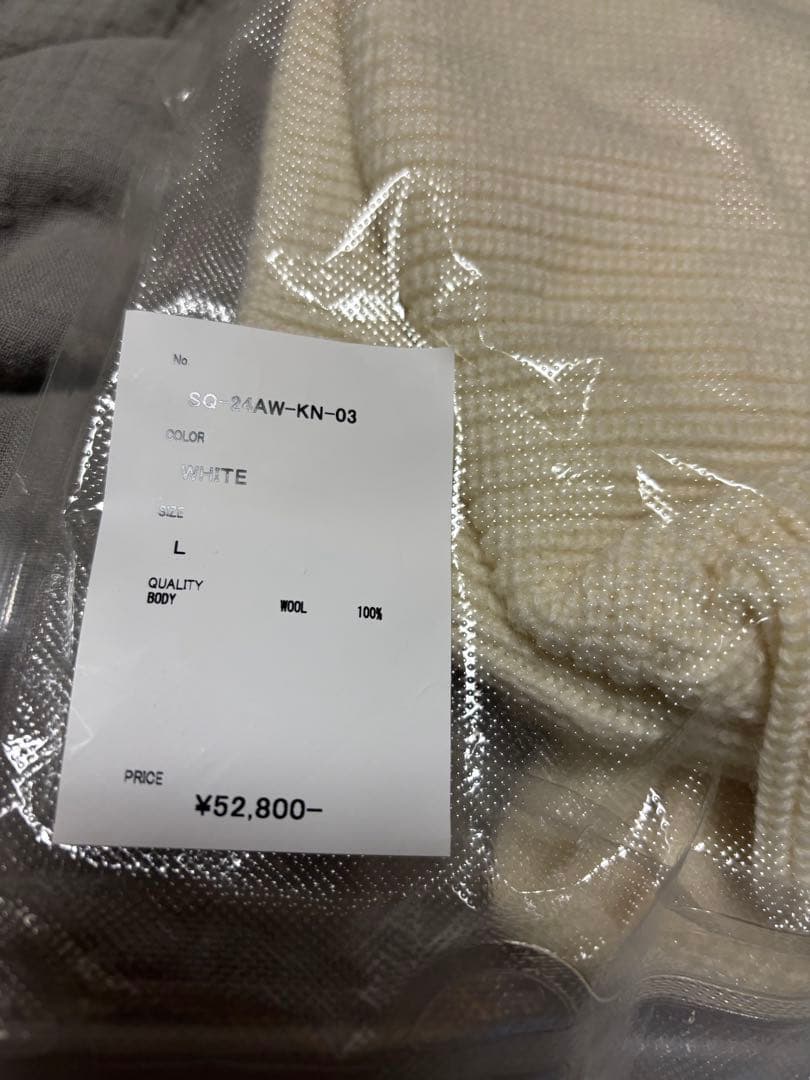 No.
SQ-24AW-KN-03
COLOR
WHITE
SIZE
L
QUALITY
BODY WOOL 100%
PRICE
¥52,800-